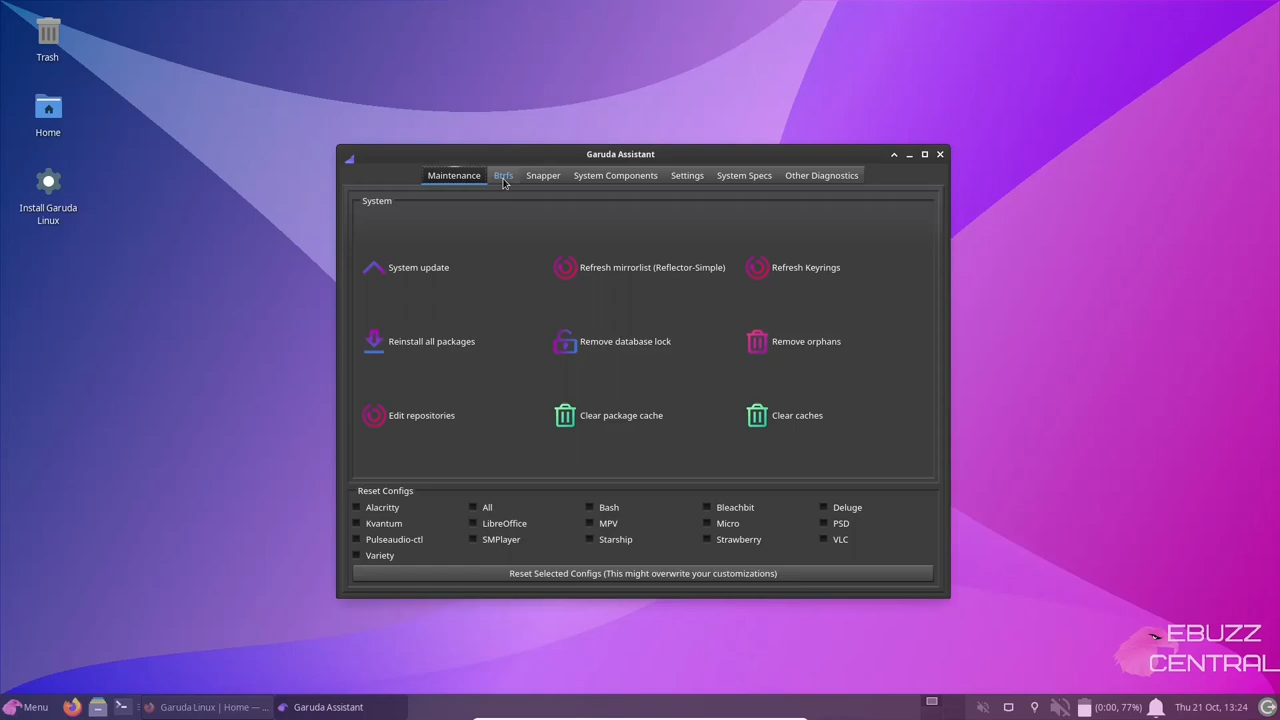 Trash
Home
Install Garuda
Linux
Garuda Assistant
Maintenance Btrfs Snapper System Components Settings System Specs Other Diagnostics
System
System update Refresh mirrorlist (Reflector-Simple) Refresh Keyrings
Reinstall all packages Remove database lock Remove orphans
Edit repositories Clear package cache Clear caches
Reset Configs
Alacritty All Bash Bleachbit Deluge
Kvantum LibreOffice MPV Micro PSD
Pulseaudio-ctl SMPlayer Starship Strawberry VLC
Variety
Reset Selected Configs (This might overwrite your customizations)
EBUZZ
CENTRAL
Menu Garuda Linux | Home — ... Garuda Assistant (0:00, 77%) Thu 21 Oct, 13:24